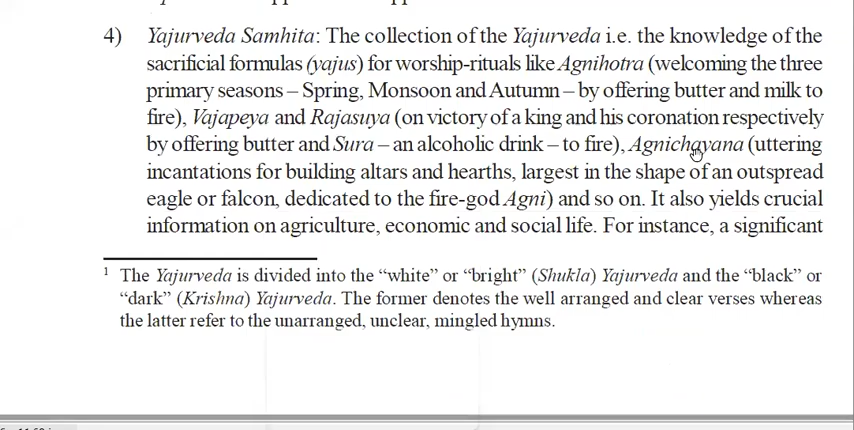 4) Yajurveda Samhita: The collection of the Yajurveda i.e. the knowledge of the
sacrificial formulas (yajus) for worship-rituals like Agnihotra (welcoming the three
primary seasons – Spring, Monsoon and Autumn – by offering butter and milk to
fire), Vajapeya and Rajasuya (on victory of a king and his coronation respectively
by offering butter and Sura – an alcoholic drink – to fire), Agnichayana (uttering
incantations for building altars and hearths, largest in the shape of an outspread
eagle or falcon, dedicated to the fire-god Agni) and so on. It also yields crucial
information on agriculture, economic and social life. For instance, a significant
1 The Yajurveda is divided into the “white” or “bright” (Shukla) Yajurveda and the “black” or
“dark” (Krishna) Yajurveda. The former denotes the well arranged and clear verses whereas
the latter refer to the unarranged, unclear, mingled hymns.